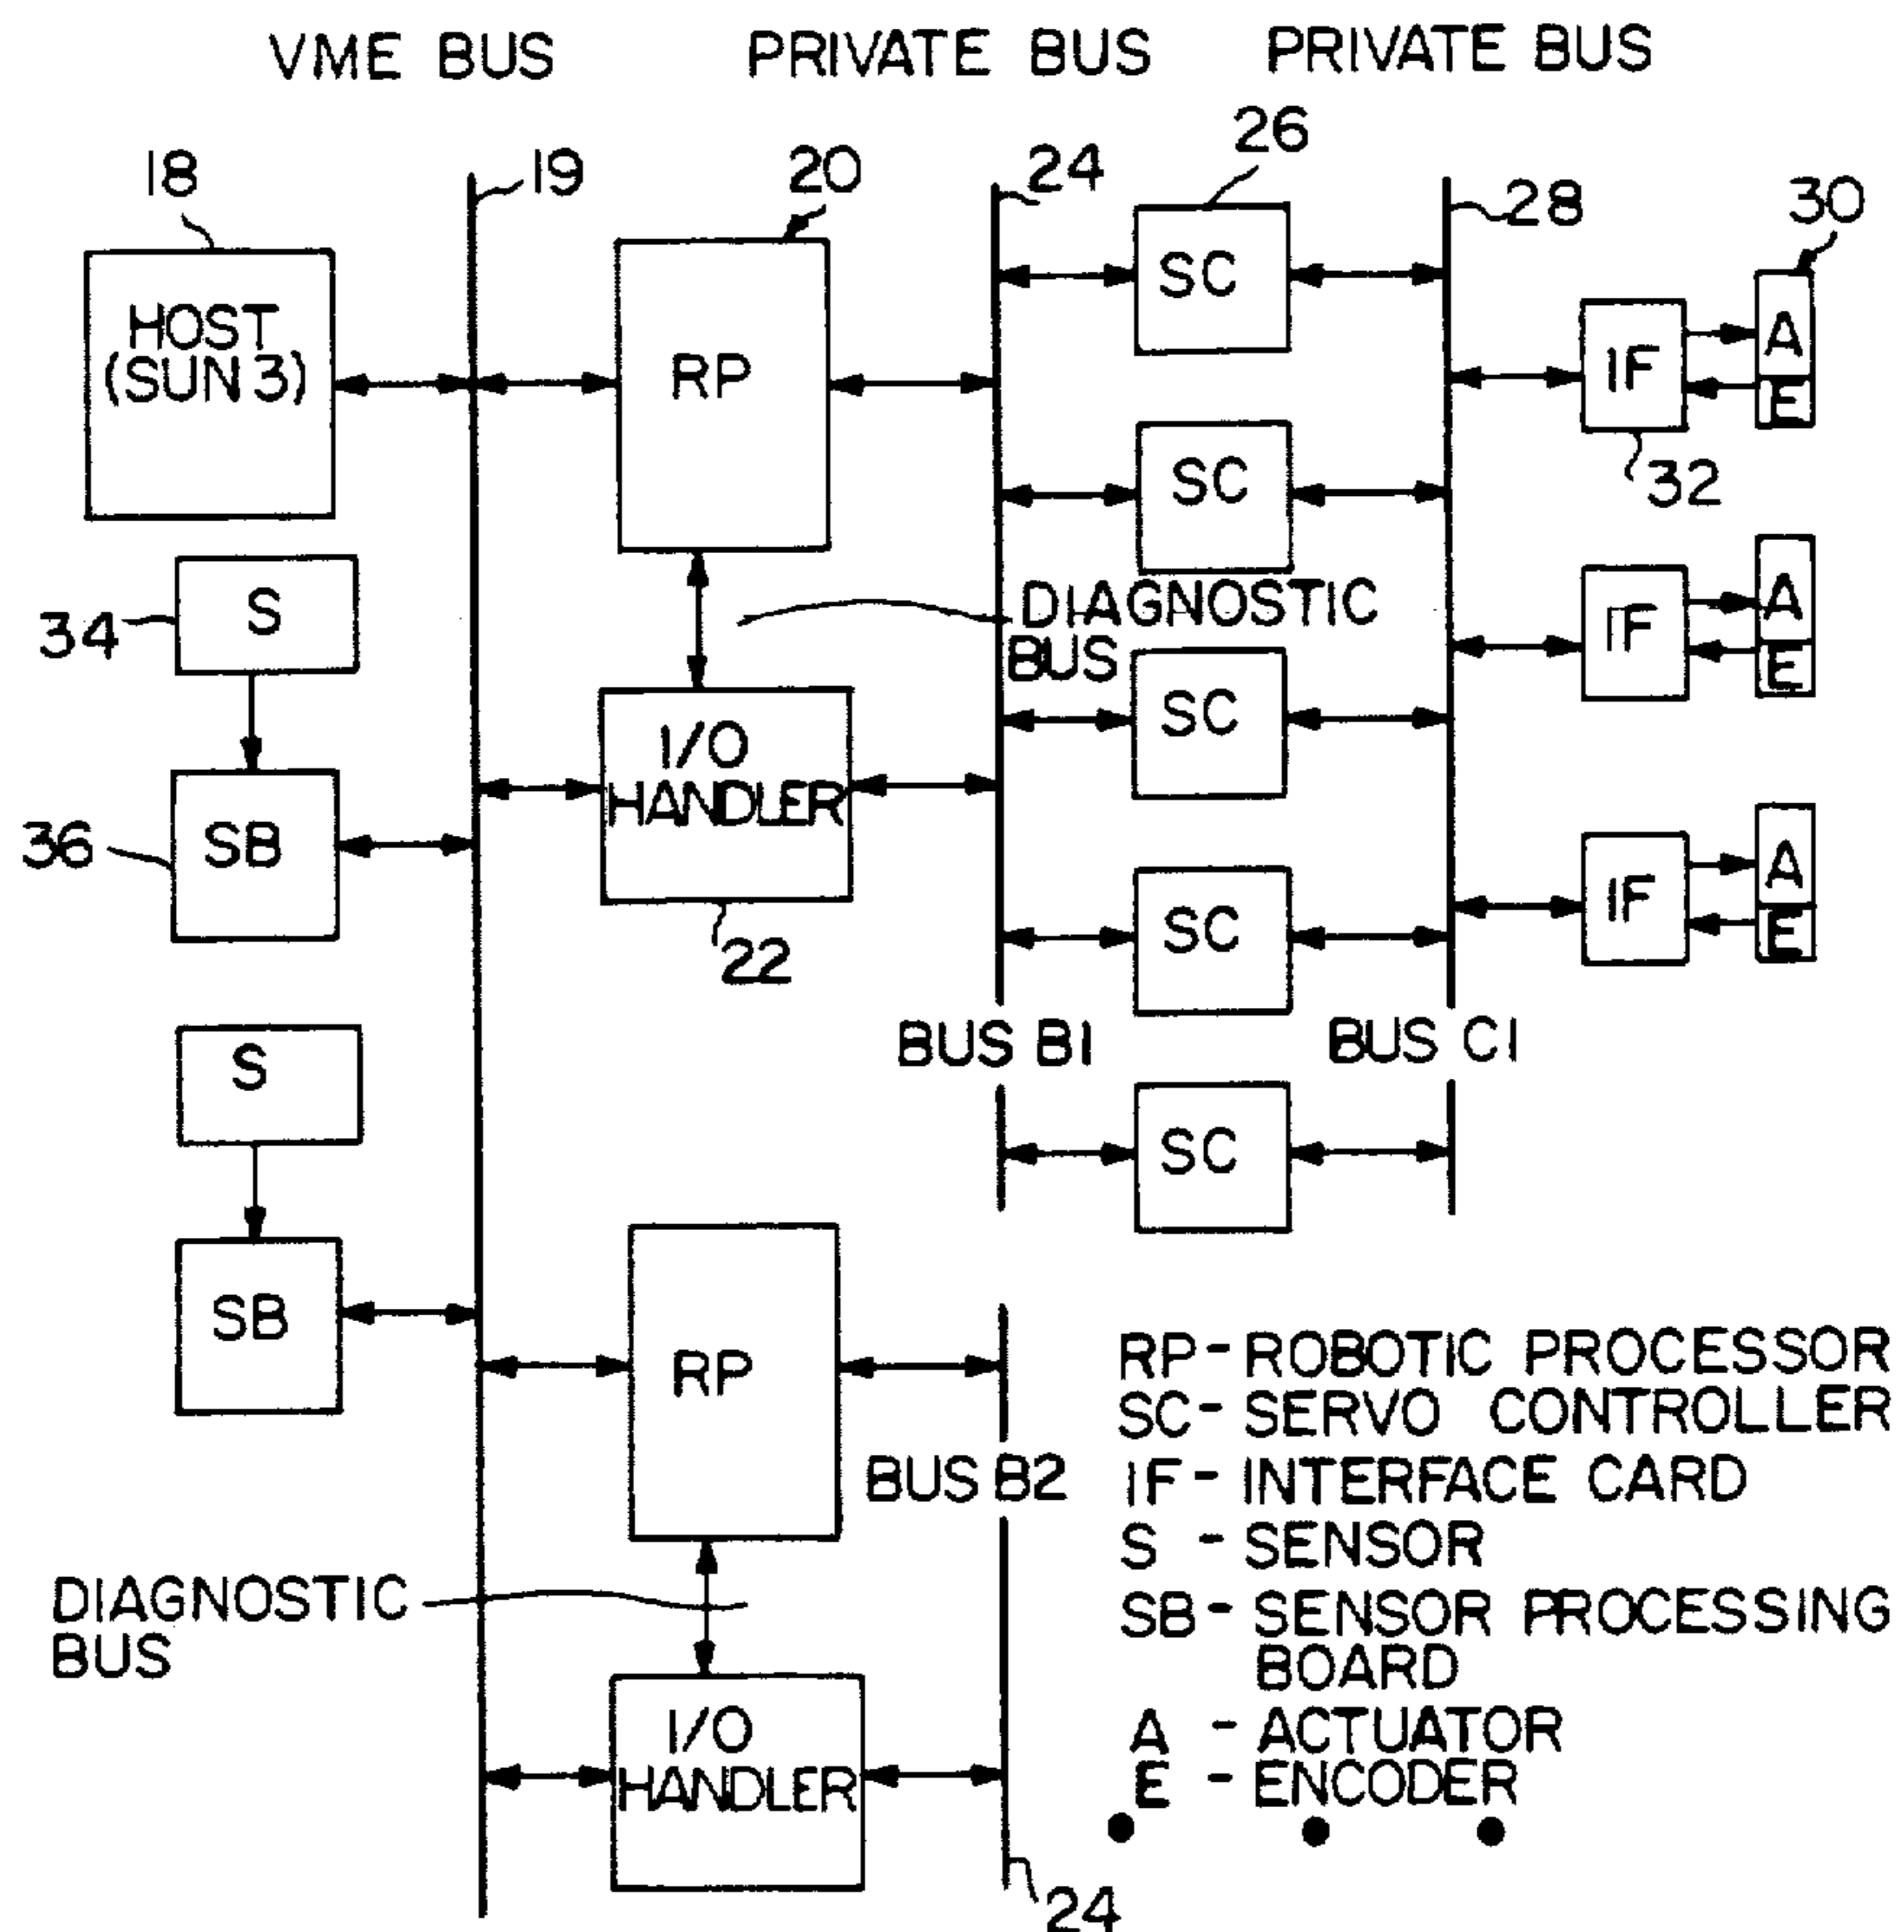 VME BUS
PRIVATE BUS
PRIVATE BUS
18
19
20
24
26
28
30
HOST
(SUN 3)
RP
SC
IF
A
E
32
SC
34
S
DIAGNOSTIC
BUS
IF
A
E
I/O
HANDLER
SC
36
SB
22
SC
IF
A
E
BUS B1
BUS C1
S
SC
SB
RP
BUS B2
DIAGNOSTIC
BUS
I/O
HANDLER
24
RP - ROBOTIC PROCESSOR
SC - SERVO CONTROLLER
IF - INTERFACE CARD
S - SENSOR
SB - SENSOR PROCESSING
BOARD
A - ACTUATOR
E - ENCODER